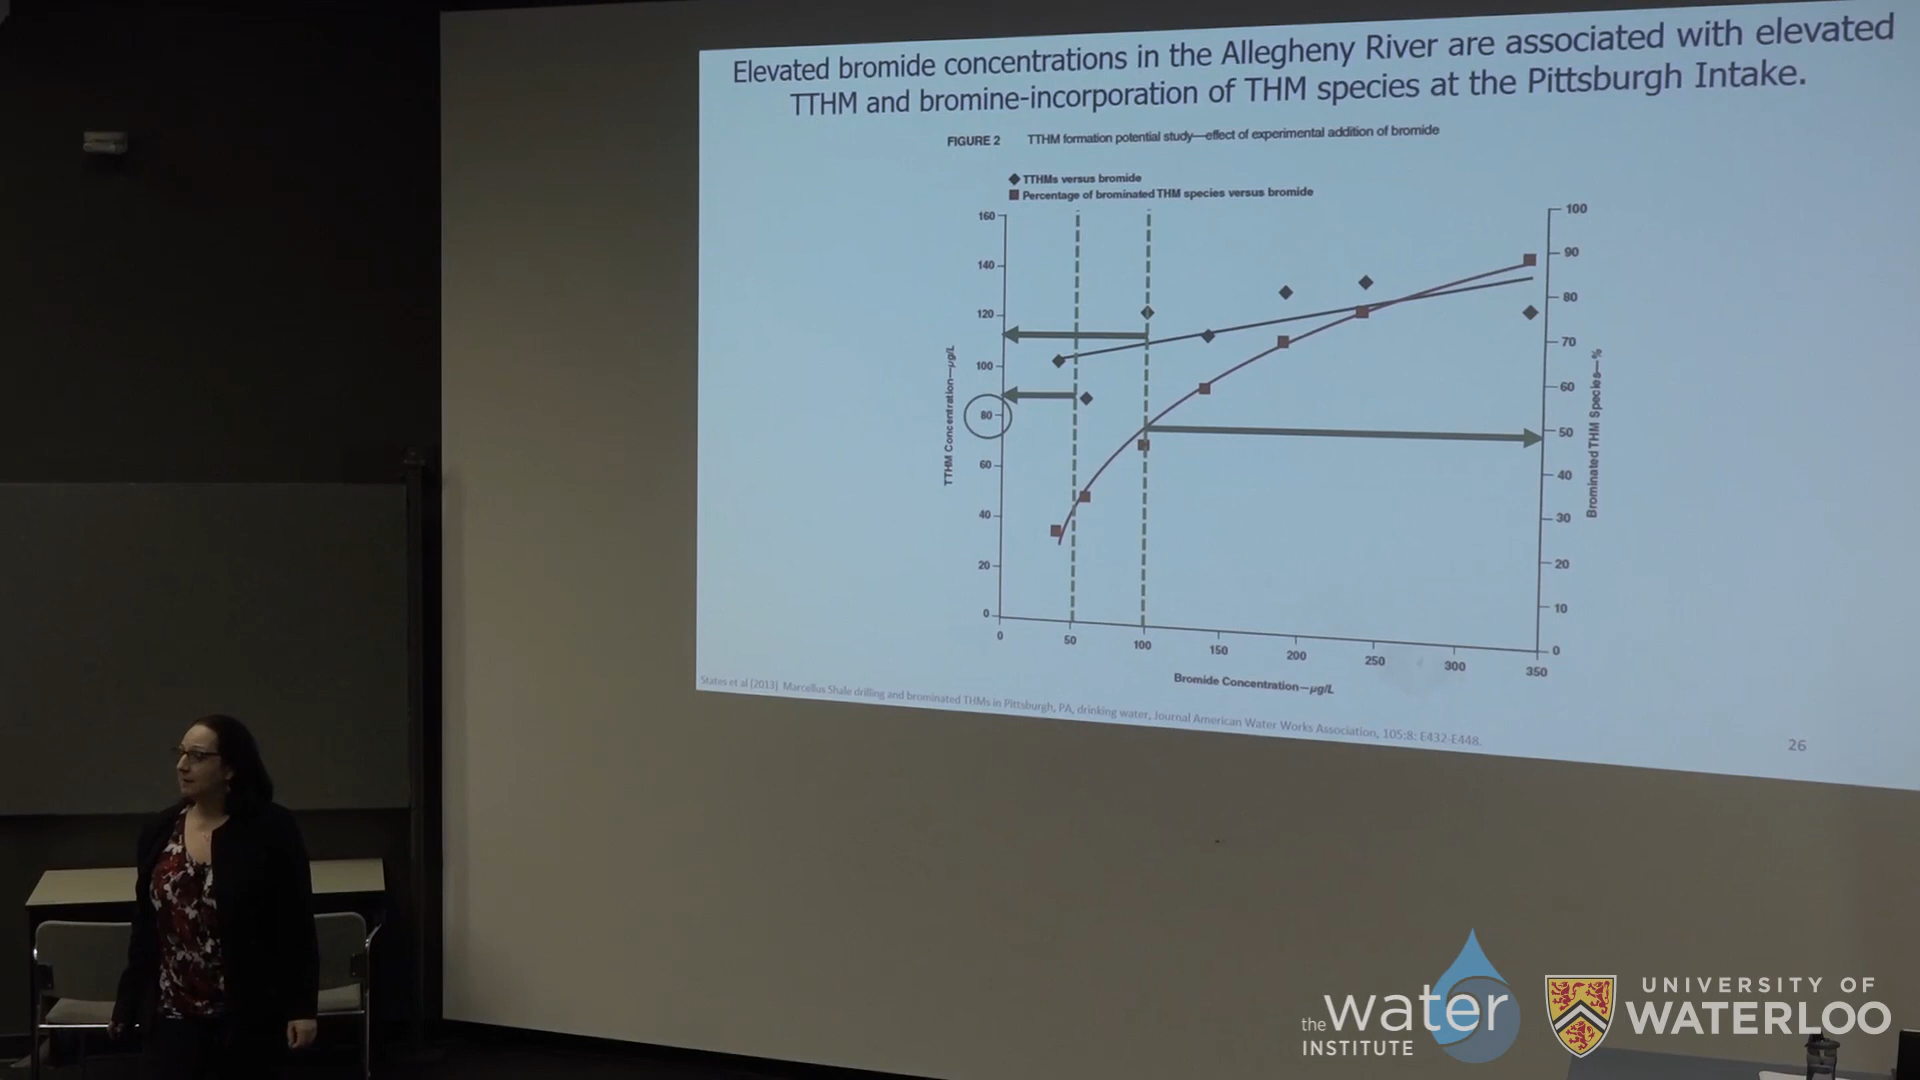 Elevated bromide concentrations in the Allegheny River are associated with elevated
TTHM and bromine-incorporation of THM species at the Pittsburgh Intake.
FIGURE 2 TTHM formation potential study—effect of experimental addition of bromide
TTHMs versus bromide
Percentage of brominated THM species versus bromide
160
140
120
100
80
60
40
20
0
TTHM Concentration—µg/L
100
90
80
70
60
50
40
30
20
10
0
Brominated THM Species—%
0 50 100 150 200 250 300 350
Bromide Concentration—µg/L
States et al (2013) Marcellus Shale drilling and brominated THMs in Pittsburgh, PA, drinking water, Journal American Water Works Association, 105:8: E432-E448.
26
the water
INSTITUTE
UNIVERSITY OF
WATERLOO